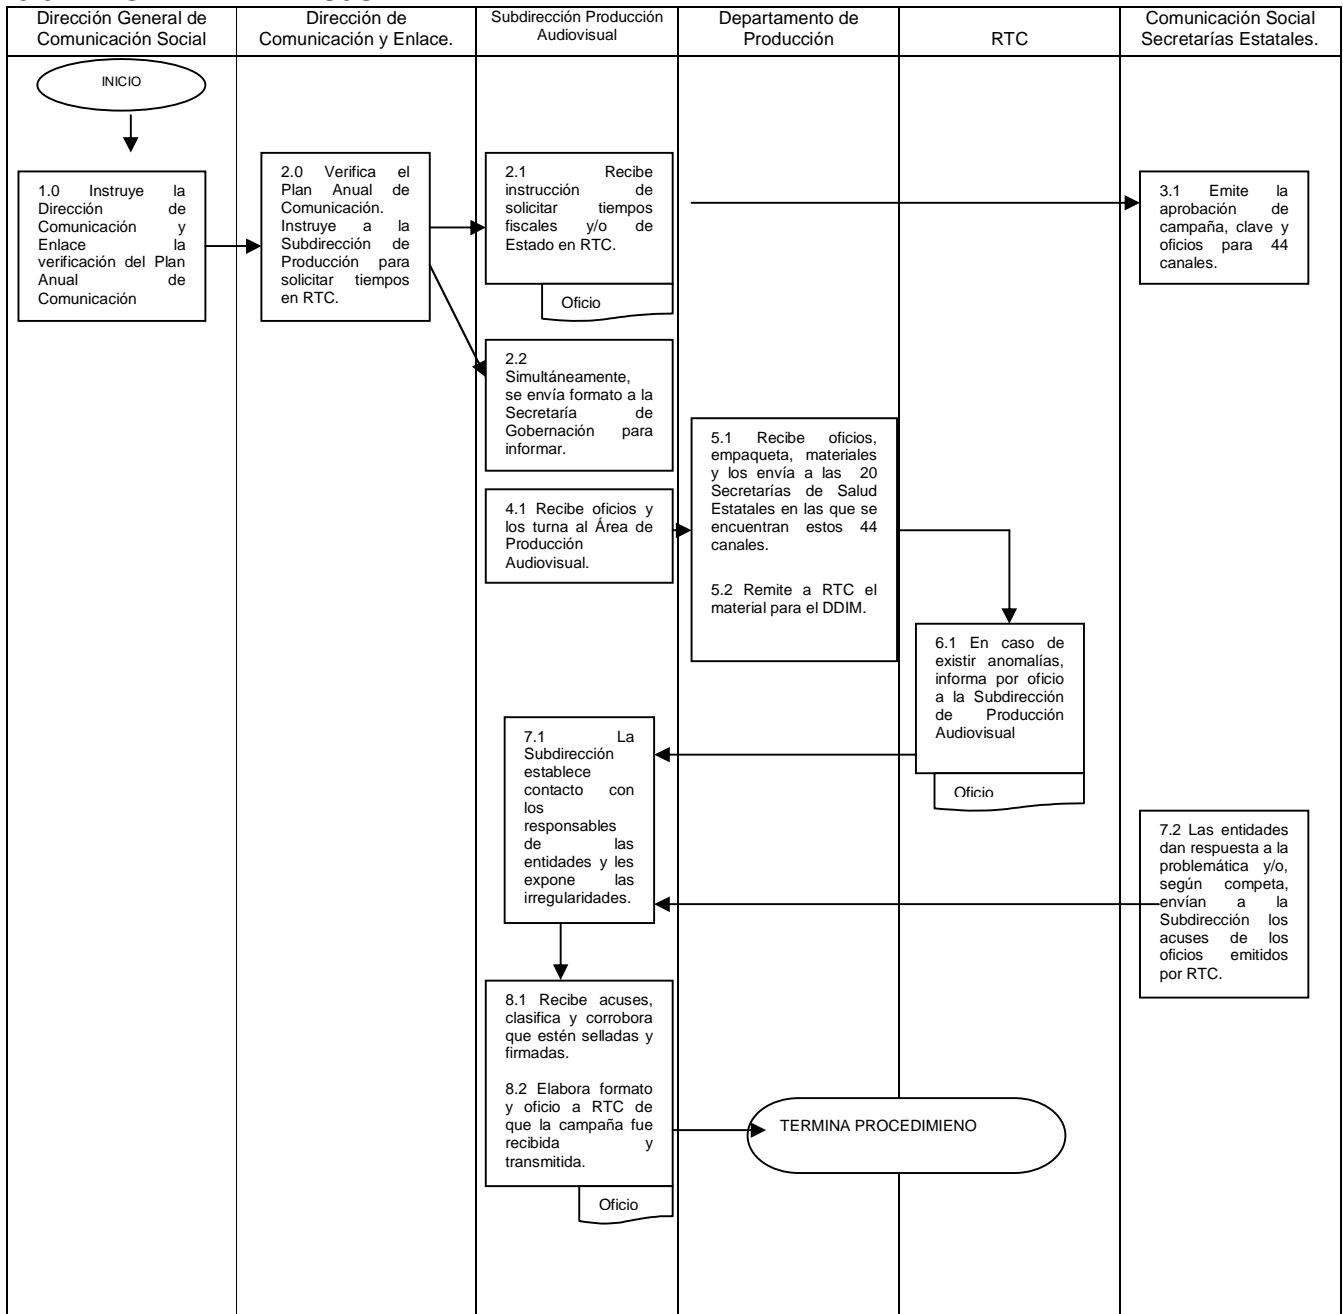 Dirección General de
Comunicación Social
Dirección de
Comunicación y Enlace.
Subdirección Producción
Audiovisual
Departamento de
Producción
RTC
Comunicación Social
Secretarías Estatales.
INICIO
1.0 Instruye la
Dirección de
Comunicación y
Enlace la
verificación del Plan
Anual de
Comunicación
2.0 Verifica el
Plan Anual de
Comunicación.
Instruye a la
Subdirección de
Producción para
solicitar tiempos
en RTC.
2.1 Recibe
instrucción de
solicitar tiempos
fiscales y/o de
Estado en RTC.
Oficio
3.1 Emite la
aprobación de
campaña, clave y
oficios para 44
canales.
2.2
Simultáneamente,
se envía formato a la
Secretaría de
Gobernación para
informar.
4.1 Recibe oficios y
los turna al Área de
Producción
Audiovisual.
5.1 Recibe oficios,
empaqueta, materiales
y los envía a las 20
Secretarías de Salud
Estatales en las que se
encuentran estos 44
canales.
5.2 Remite a RTC el
material para el DDIM.
6.1 En caso de
existir anomalías,
informa por oficio
a la Subdirección
de Producción
Audiovisual
Oficio
7.1 La
Subdirección
establece
contacto con
los
responsables
de las
entidades y les
expone las
irregularidades.
7.2 Las entidades
dan respuesta a la
problemática y/o,
según competa,
envían a la
Subdirección los
acuses de los
oficios emitidos
por RTC.
8.1 Recibe acuses,
clasifica y corrobora
que estén selladas y
firmadas.
8.2 Elabora formato
y oficio a RTC de
que la campaña fue
recibida y
transmitida.
Oficio
TERMINA PROCEDIMIENO